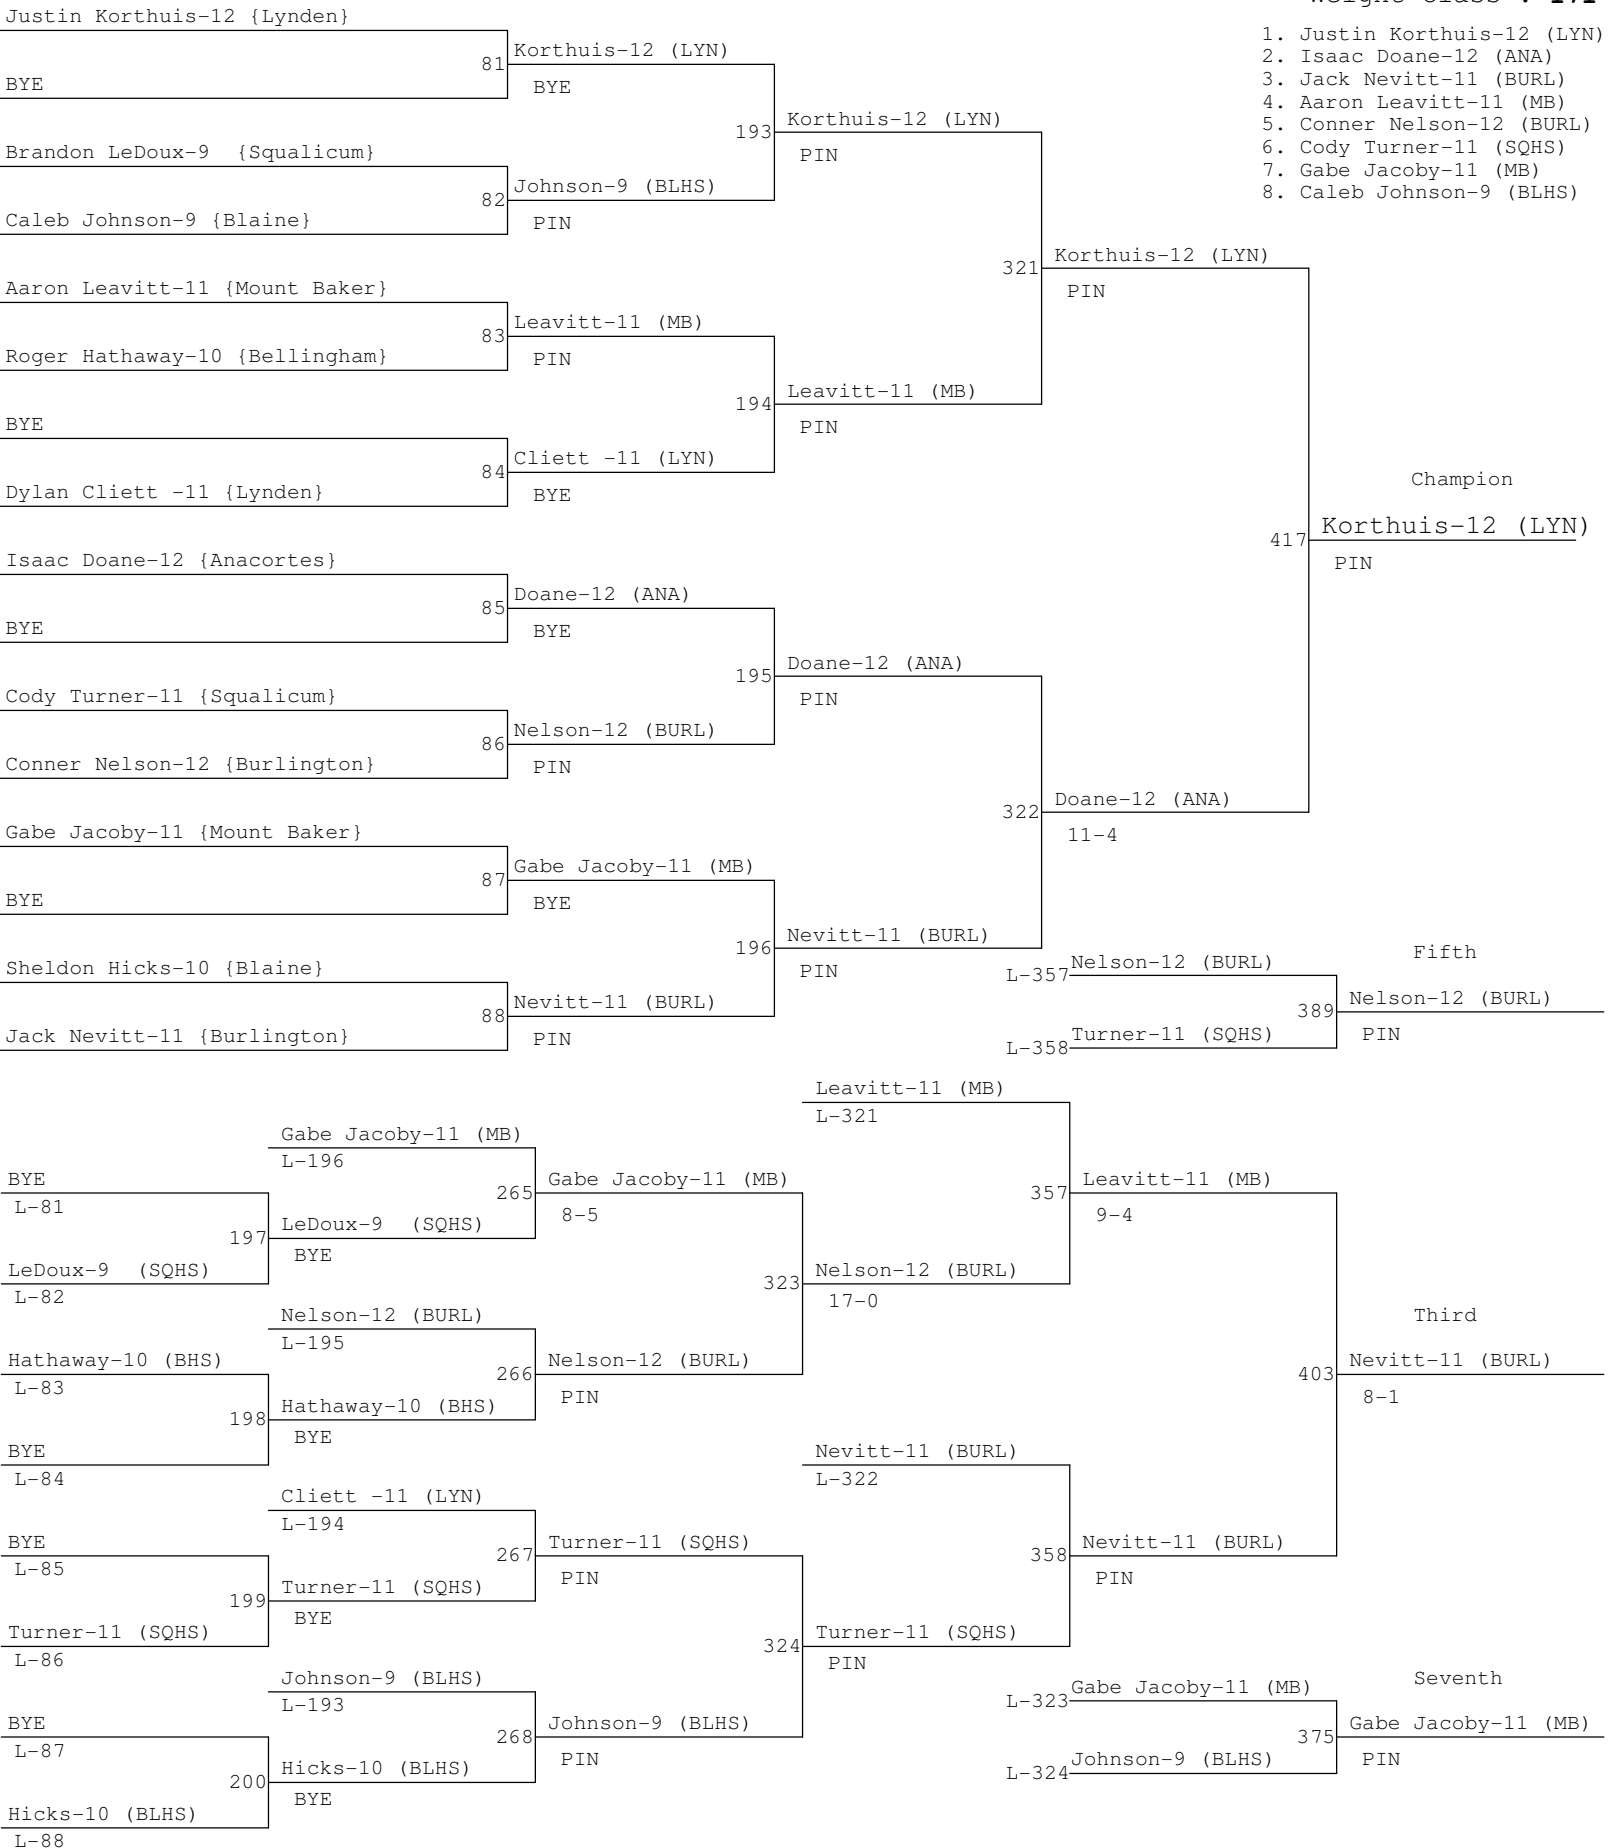 Justin Korthuis-12 {Lynden}
81
Korthuis-12 (LYN)
BYE
BYE
193
Korthuis-12 (LYN)
PIN
Brandon LeDoux-9 {Squalicum}
82
Johnson-9 (BLHS)
PIN
Caleb Johnson-9 {Blaine}
321
Korthuis-12 (LYN)
PIN
Aaron Leavitt-11 {Mount Baker}
83
Leavitt-11 (MB)
PIN
Roger Hathaway-10 {Bellingham}
194
Leavitt-11 (MB)
PIN
BYE
84
Cliett -11 (LYN)
BYE
Dylan Cliett -11 {Lynden}
1. Justin Korthuis-12 (LYN)
2. Isaac Doane-12 (ANA)
3. Jack Nevitt-11 (BURL)
4. Aaron Leavitt-11 (MB)
5. Conner Nelson-12 (BURL)
6. Cody Turner-11 (SQHS)
7. Gabe Jacoby-11 (MB)
8. Caleb Johnson-9 (BLHS)
Champion
417
Korthuis-12 (LYN)
PIN
Isaac Doane-12 {Anacortes}
85
Doane-12 (ANA)
BYE
BYE
195
Doane-12 (ANA)
PIN
Cody Turner-11 {Squalicum}
86
Nelson-12 (BURL)
PIN
Conner Nelson-12 {Burlington}
322
Doane-12 (ANA)
11-4
Gabe Jacoby-11 {Mount Baker}
87
Gabe Jacoby-11 (MB)
BYE
BYE
196
Nevitt-11 (BURL)
PIN
Sheldon Hicks-10 {Blaine}
88
Nevitt-11 (BURL)
PIN
Jack Nevitt-11 {Burlington}
Fifth
L-357
Nelson-12 (BURL)
389
Nelson-12 (BURL)
PIN
L-358
Turner-11 (SQHS)
Leavitt-11 (MB)
L-321
Gabe Jacoby-11 (MB)
L-196
BYE
L-81
265
Gabe Jacoby-11 (MB)
8-5
357
Leavitt-11 (MB)
9-4
197
LeDoux-9 (SQHS)
BYE
LeDoux-9 (SQHS)
L-82
323
Nelson-12 (BURL)
17-0
Nelson-12 (BURL)
L-195
Third
Hathaway-10 (BHS)
L-83
266
Nelson-12 (BURL)
PIN
403
Nevitt-11 (BURL)
8-1
198
Hathaway-10 (BHS)
BYE
BYE
L-84
Nevitt-11 (BURL)
L-322
Cliett -11 (LYN)
L-194
BYE
L-85
267
Turner-11 (SQHS)
PIN
358
Nevitt-11 (BURL)
PIN
199
Turner-11 (SQHS)
BYE
Turner-11 (SQHS)
L-86
324
Turner-11 (SQHS)
PIN
Johnson-9 (BLHS)
L-193
Seventh
L-323
Gabe Jacoby-11 (MB)
BYE
L-87
268
Johnson-9 (BLHS)
PIN
375
Gabe Jacoby-11 (MB)
PIN
L-324
Johnson-9 (BLHS)
200
Hicks-10 (BLHS)
BYE
Hicks-10 (BLHS)
L-88